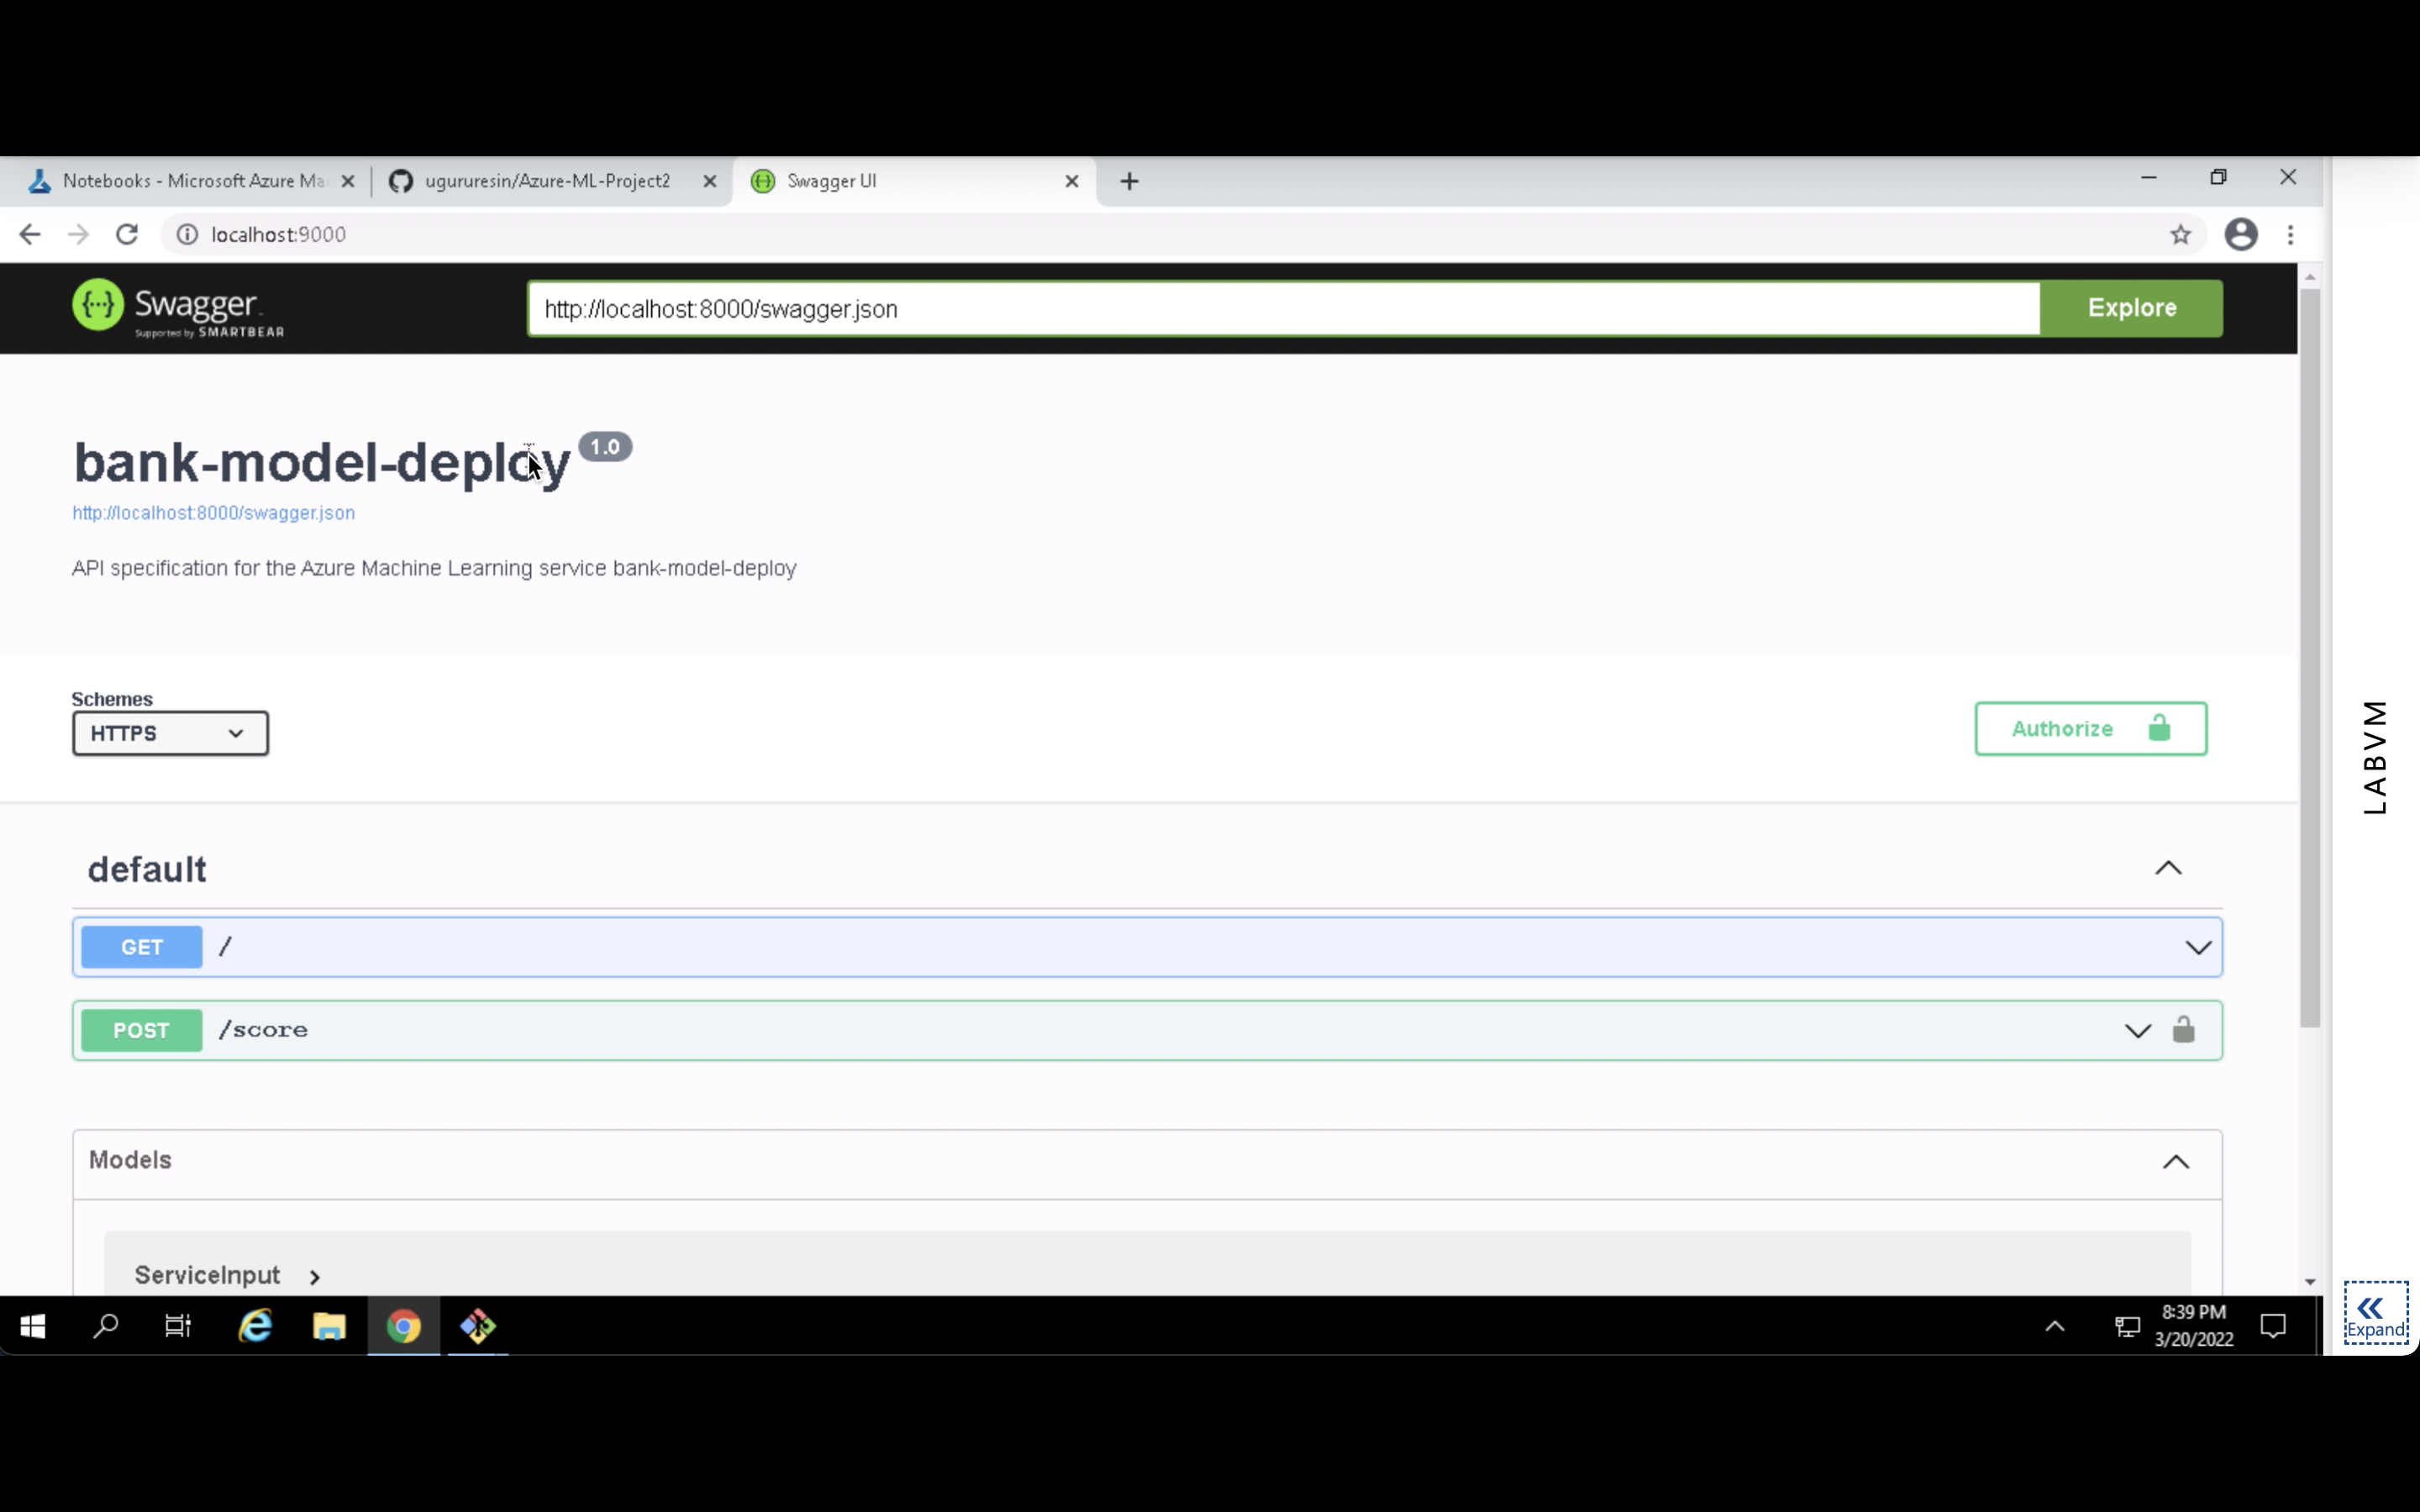 Notebooks - Microsoft Azure Ma
ugururesin/Azure-ML-Project2
Swagger UI
localhost:9000
Swagger
Supported by SMARTBEAR
http://localhost:8000/swagger.json
Explore
bank-model-deploy 1.0
http://localhost:8000/swagger.json
API specification for the Azure Machine Learning service bank-model-deploy
Schemes
HTTPS
Authorize
LABVM
default
GET /
POST /score
Models
ServiceInput
8:39 PM
3/20/2022
Expand